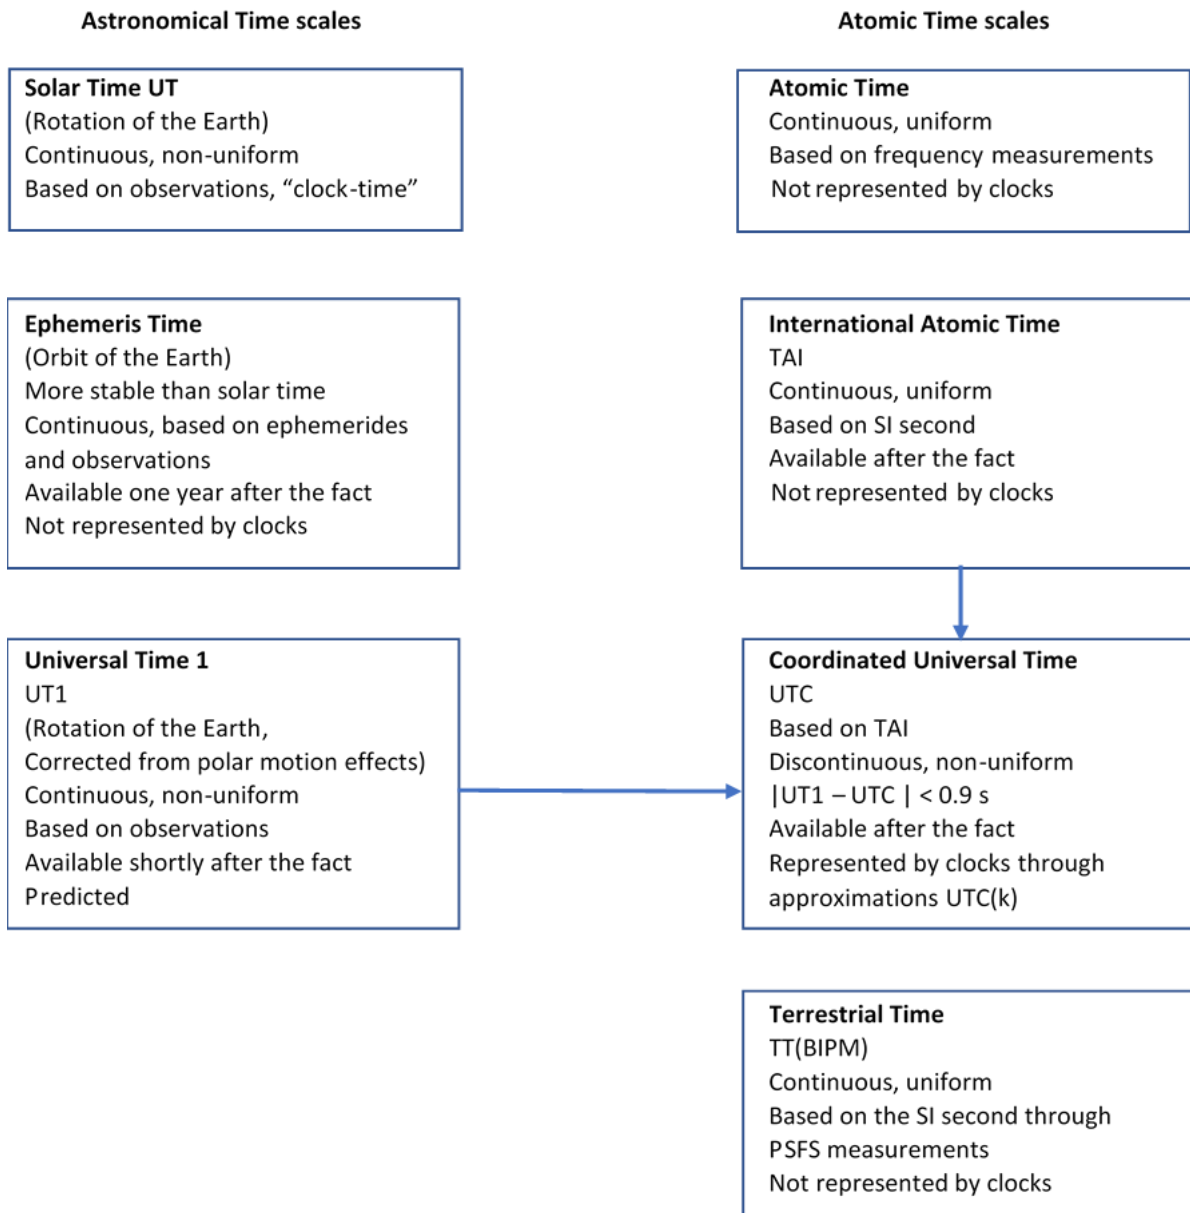 Astronomical Time scales
Solar Time UT
(Rotation of the Earth)
Continuous, non-uniform
Based on observations, “clock-time”
Ephemeris Time
(Orbit of the Earth)
More stable than solar time
Continuous, based on ephemerides
and observations
Available one year after the fact
Not represented by clocks
Universal Time 1
UT1
(Rotation of the Earth,
Corrected from polar motion effects)
Continuous, non-uniform
Based on observations
Available shortly after the fact
Predicted
Atomic Time scales
Atomic Time
Continuous, uniform
Based on frequency measurements
Not represented by clocks
International Atomic Time
TAI
Continuous, uniform
Based on SI second
Available after the fact
Not represented by clocks
Coordinated Universal Time
UTC
Based on TAI
Discontinuous, non-uniform
|UT1 – UTC | < 0.9 s
Available after the fact
Represented by clocks through
approximations UTC(k)
Terrestrial Time
TT(BIPM)
Continuous, uniform
Based on the SI second through
PSFS measurements
Not represented by clocks